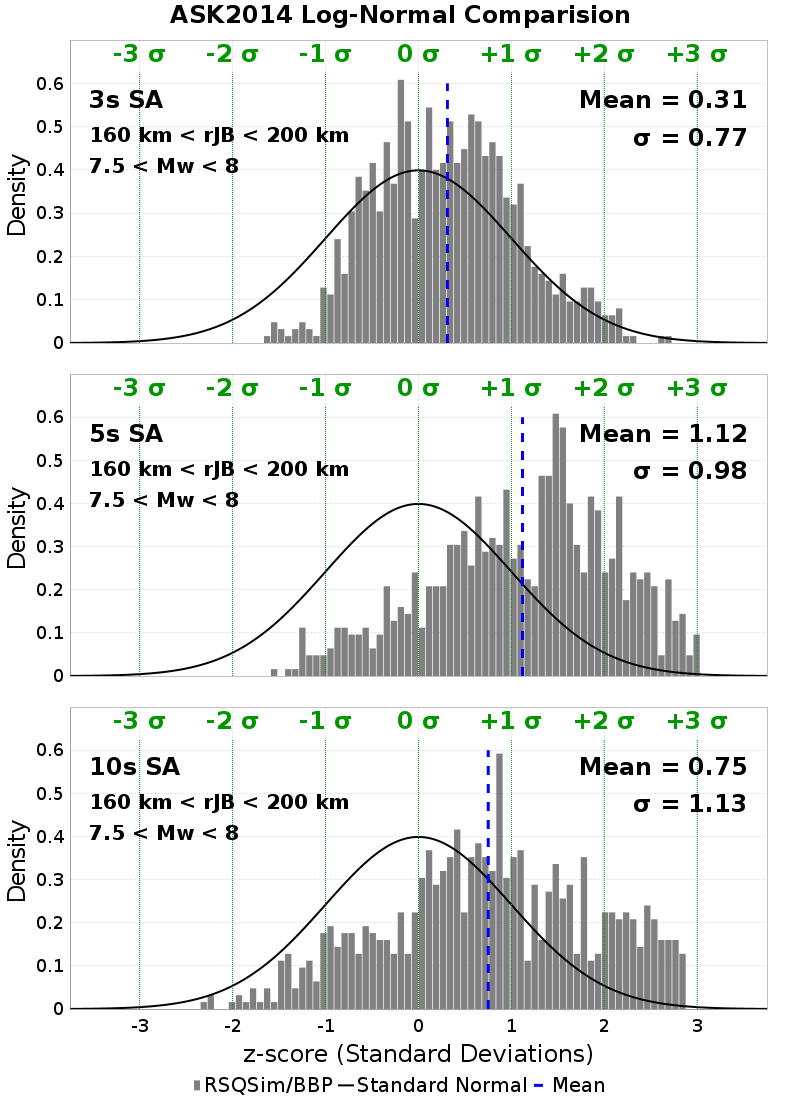 ASK2014 Log-Normal Comparision
-3 σ -2 σ -1 σ 0 σ +1 σ +2 σ +3 σ
3s SA
Mean = 0.31
160 km < rJB < 200 km
σ = 0.77
7.5 < Mw < 8
Density
0.6
0.5
0.4
0.3
0.2
0.1
0
-3 σ -2 σ -1 σ 0 σ +1 σ +2 σ +3 σ
5s SA
Mean = 1.12
160 km < rJB < 200 km
σ = 0.98
7.5 < Mw < 8
Density
0.6
0.5
0.4
0.3
0.2
0.1
0
-3 σ -2 σ -1 σ 0 σ +1 σ +2 σ +3 σ
10s SA
Mean = 0.75
160 km < rJB < 200 km
σ = 1.13
7.5 < Mw < 8
Density
0.6
0.5
0.4
0.3
0.2
0.1
0
-3 -2 -1 0 1 2 3
z-score (Standard Deviations)
RSQSim/BBP Standard Normal Mean